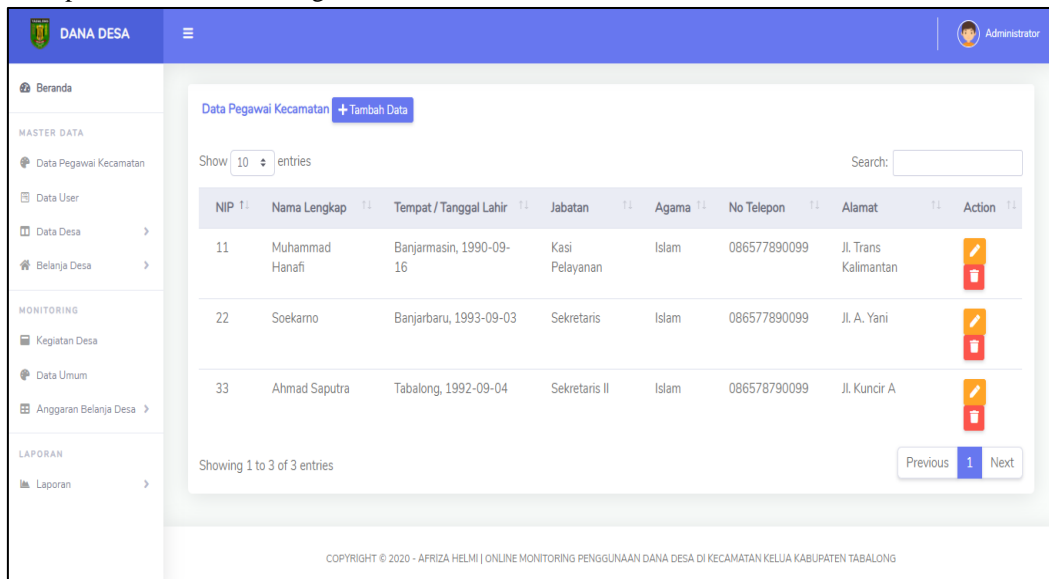 DANA DESA
Administrator
Beranda
MASTER DATA
Data Pegawai Kecamatan
Data User
Data Desa
Belanja Desa
MONITORING
Kegiatan Desa
Data Umum
Anggaran Belanja Desa
LAPORAN
Laporan
Data Pegawai Kecamatan + Tambah Data
Show 10 entries Search:
NIP Nama Lengkap Tempat / Tanggal Lahir Jabatan Agama No Telepon Alamat Action
11 Muhammad Banjarmasin, 1990-09- Kasi Islam 086577890099 Jl. Trans
Hanafi 16 Pelayanan Kalimantan
22 Soekarno Banjarbaru, 1993-09-03 Sekretaris Islam 086577890099 Jl. A. Yani
33 Ahmad Saputra Tabalong, 1992-09-04 Sekretaris II Islam 086578790099 Jl. Kuncir A
Showing 1 to 3 of 3 entries Previous 1 Next
COPYRIGHT © 2020 - AFRIZA HELMI | ONLINE MONITORING PENGGUNAAN DANA DESA DI KECAMATAN KELUA KABUPATEN TABALONG